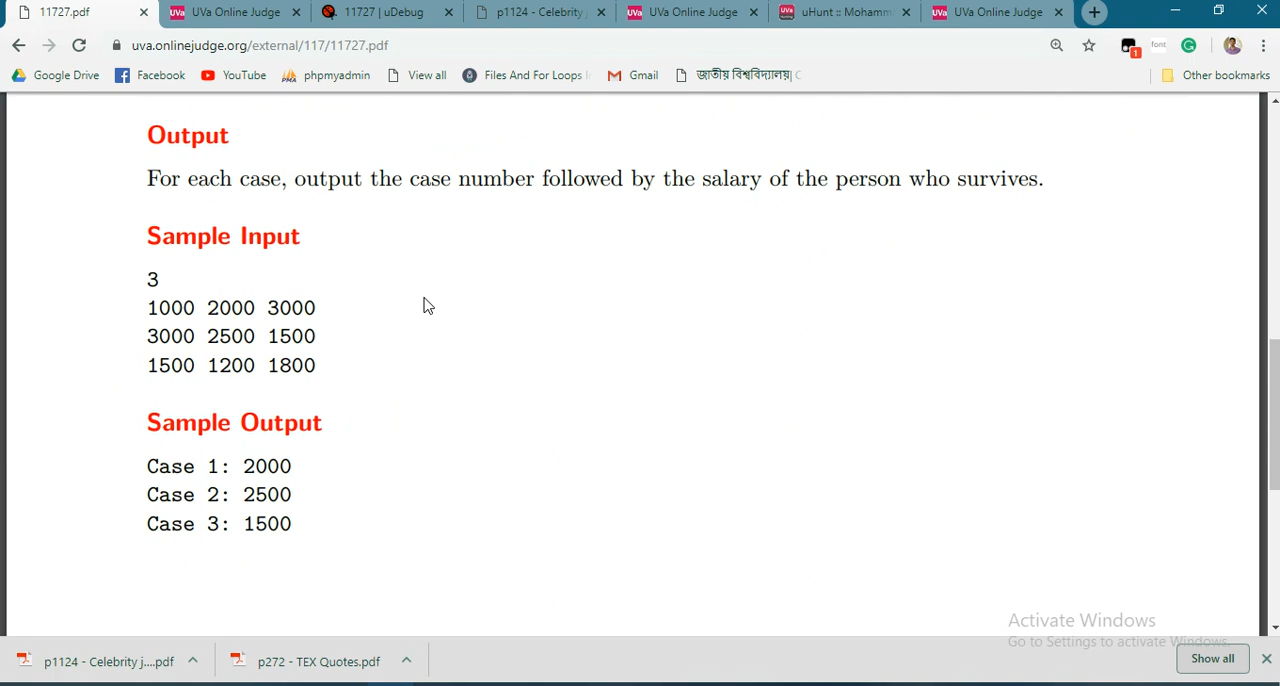 11727.pdf
UVa Online Judge
11727 | uDebug
p1124 - Celebrity
UVa Online Judge
uHunt :: Mohamm
UVa Online Judge
uva.onlinejudge.org/external/117/11727.pdf
1
font
Google Drive
Facebook
YouTube
phpmyadmin
View all
Files And For Loops
Gmail
জাতীয় বিশ্ববিদ্যালয়| C
Other bookmarks
Output
For each case, output the case number followed by the salary of the person who survives.
Sample Input
3
1000 2000 3000
3000 2500 1500
1500 1200 1800
Sample Output
Case 1: 2000
Case 2: 2500
Case 3: 1500
Activate Windows
Go to Settings to activate Windows.
p1124 - Celebrity j....pdf
p272 - TEX Quotes.pdf
Show all